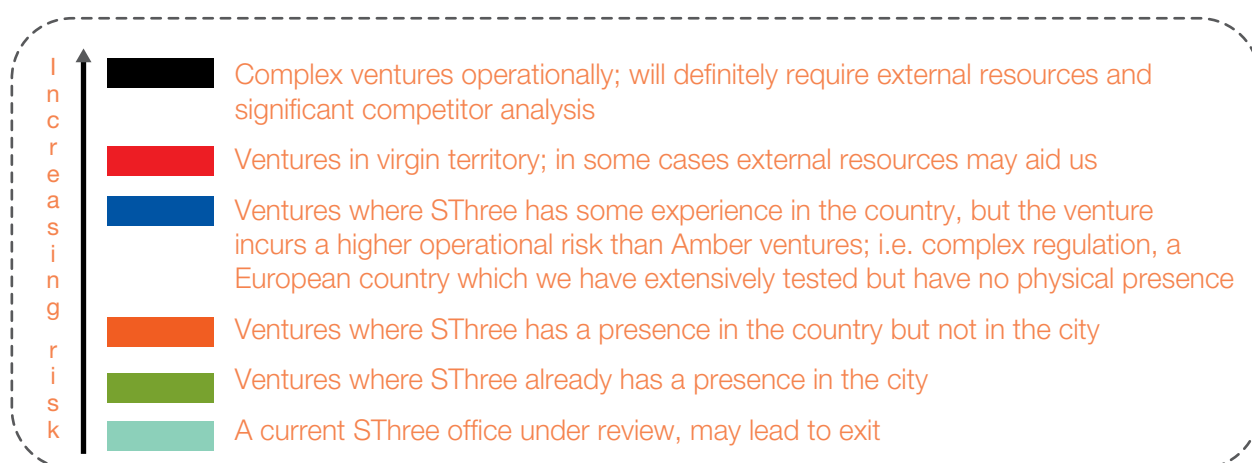 Increasing risk
Complex ventures operationally; will definitely require external resources and
significant competitor analysis
Ventures in virgin territory; in some cases external resources may aid us
Ventures where SThree has some experience in the country, but the venture
incurs a higher operational risk than Amber ventures; i.e. complex regulation, a
European country which we have extensively tested but have no physical presence
Ventures where SThree has a presence in the country but not in the city
Ventures where SThree already has a presence in the city
A current SThree office under review, may lead to exit